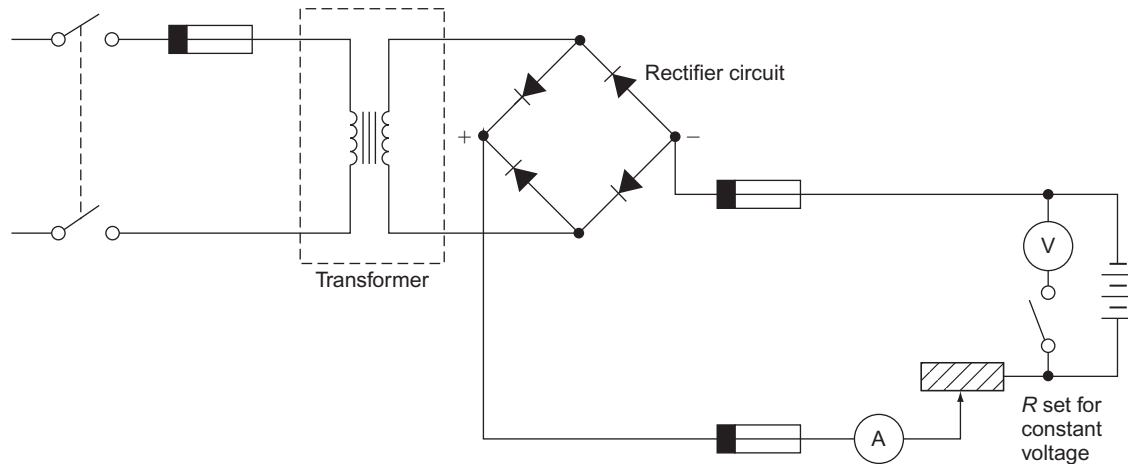 Rectifier circuit
+
−
Transformer
V
A
R set for
constant
voltage